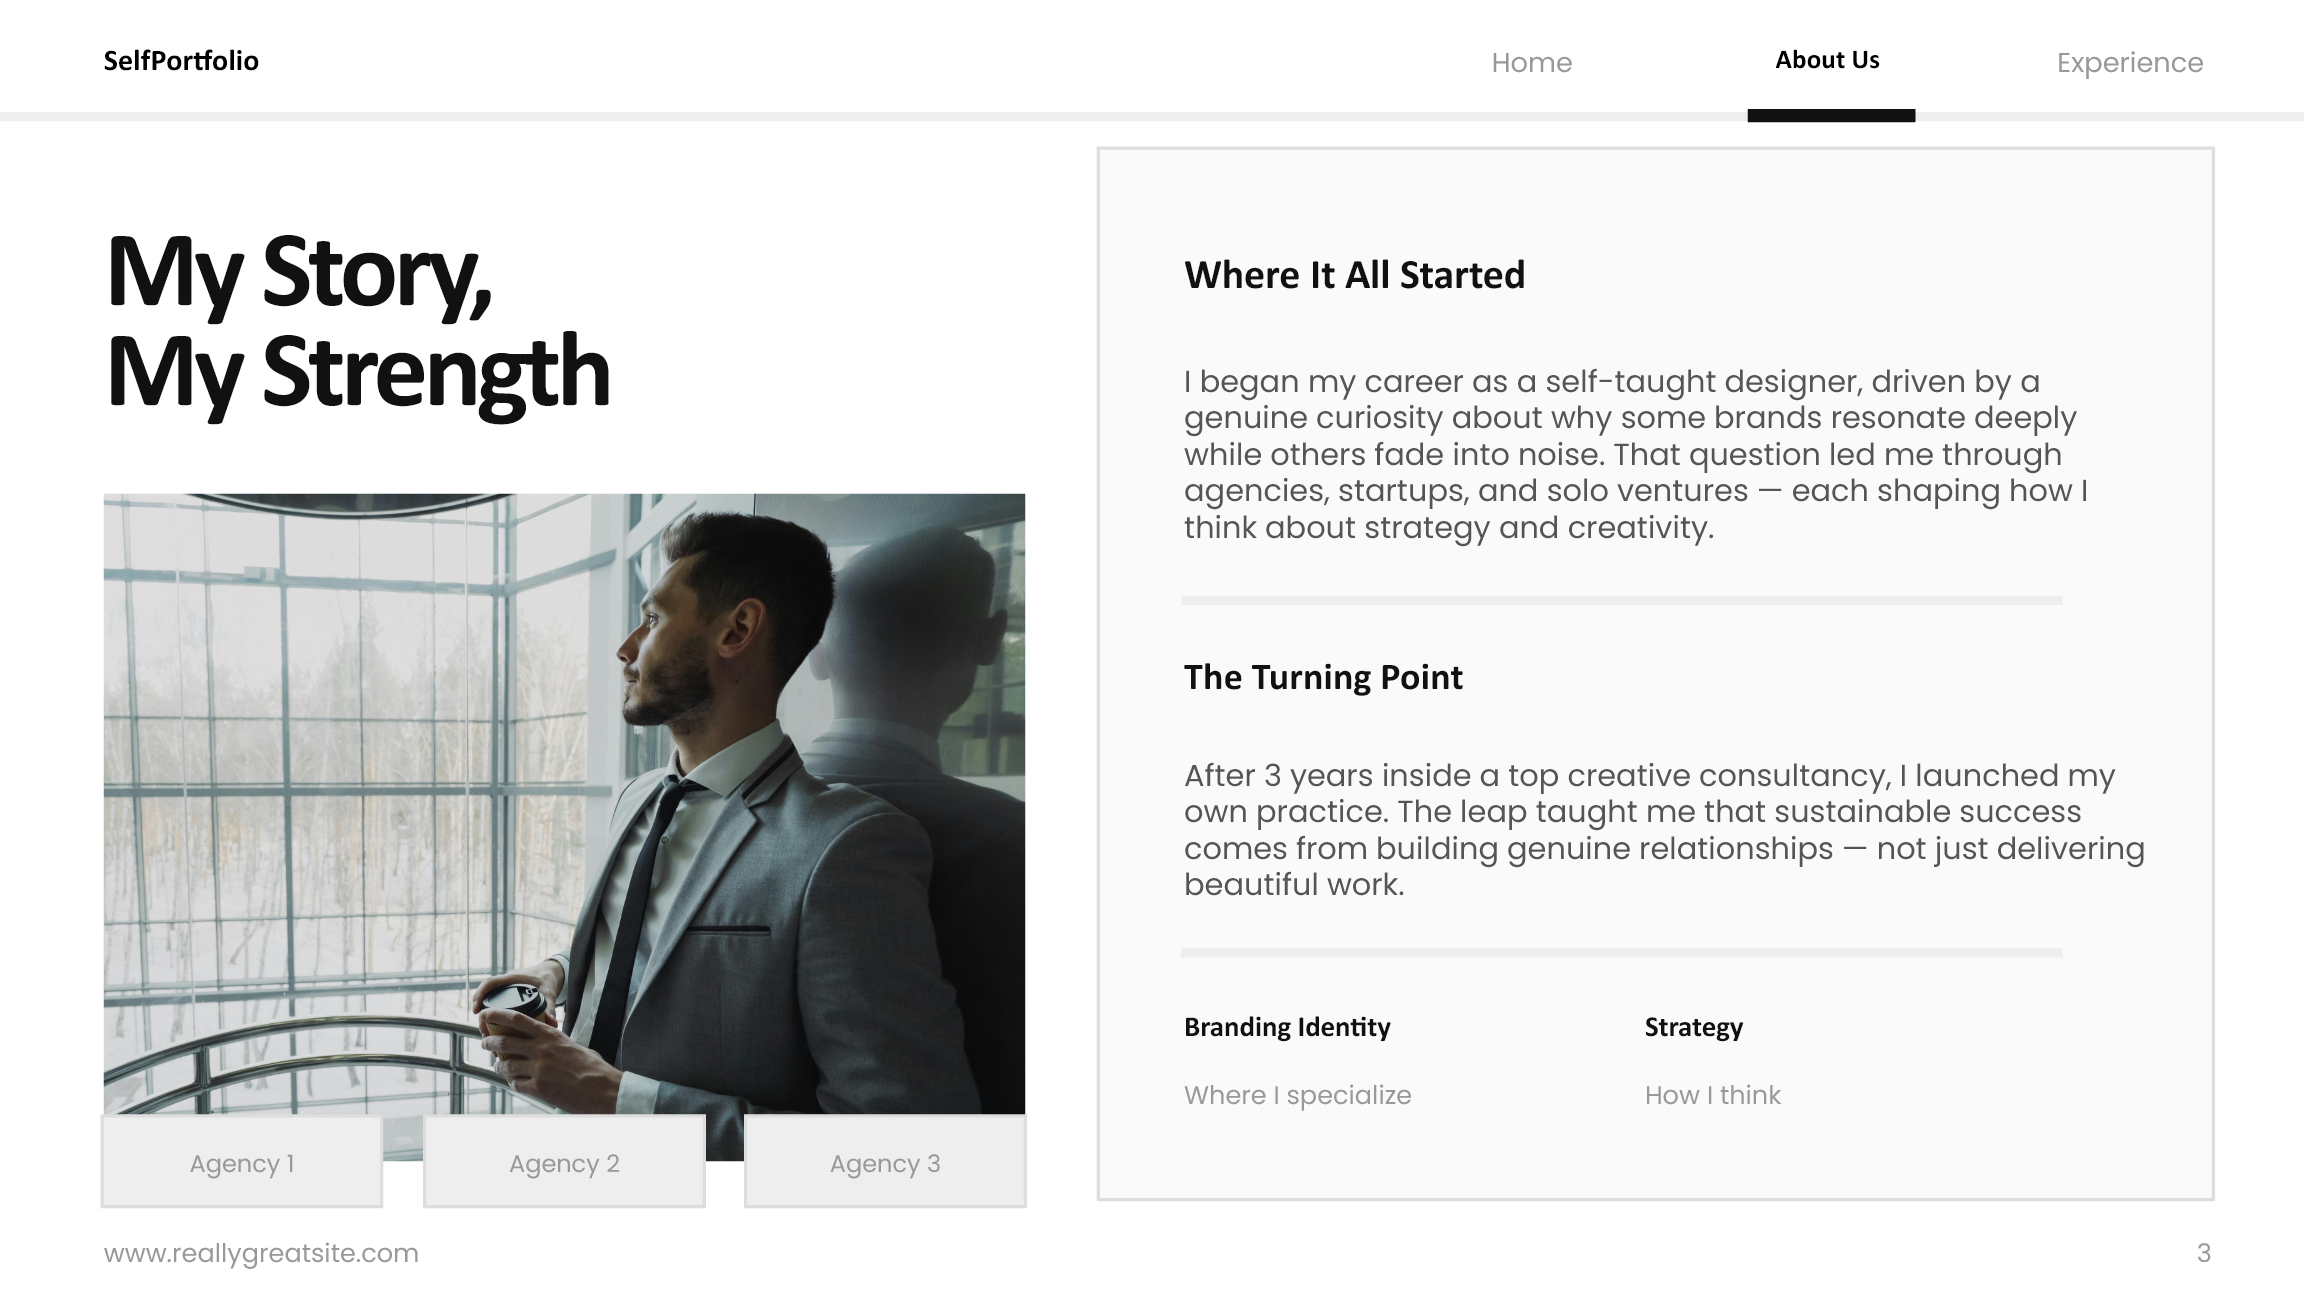 SelfPortfolio
Home
About Us
Experience
My Story,
My Strength
Agency 1
Agency 2
Agency 3
Where It All Started
I began my career as a self-taught designer, driven by a
genuine curiosity about why some brands resonate deeply
while others fade into noise. That question led me through
agencies, startups, and solo ventures — each shaping how I
think about strategy and creativity.
The Turning Point
After 3 years inside a top creative consultancy, I launched my
own practice. The leap taught me that sustainable success
comes from building genuine relationships — not just delivering
beautiful work.
Branding Identity
Where I specialize
Strategy
How I think
www.reallygreatsite.com
3